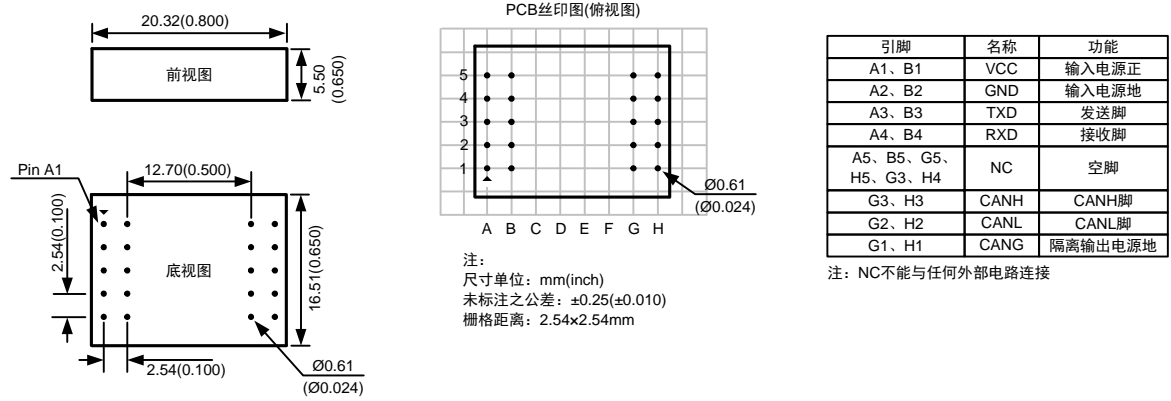 20.32(0.800)
前视图
5.50
(0.650)
Pin A1
12.70(0.500)
2.54(0.100)
底视图
16.51(0.650)
2.54(0.100)
Ø0.61
(Ø0.024)
PCB丝印图(俯视图)
5
4
3
2
1
Ø0.61
(Ø0.024)
A B C D E F G H
注：
尺寸单位：mm(inch)
未标注之公差：±0.25(±0.010)
栅格距离：2.54×2.54mm
引脚 名称 功能
A1、B1 VCC 输入电源正
A2、B2 GND 输入电源地
A3、B3 TXD 发送脚
A4、B4 RXD 接收脚
A5、B5、G5、
H5、G3、H4 NC 空脚
G3、H3 CANH CANH脚
G2、H2 CANL CANL脚
G1、H1 CANG 隔离输出电源地
注：NC不能与任何外部电路连接